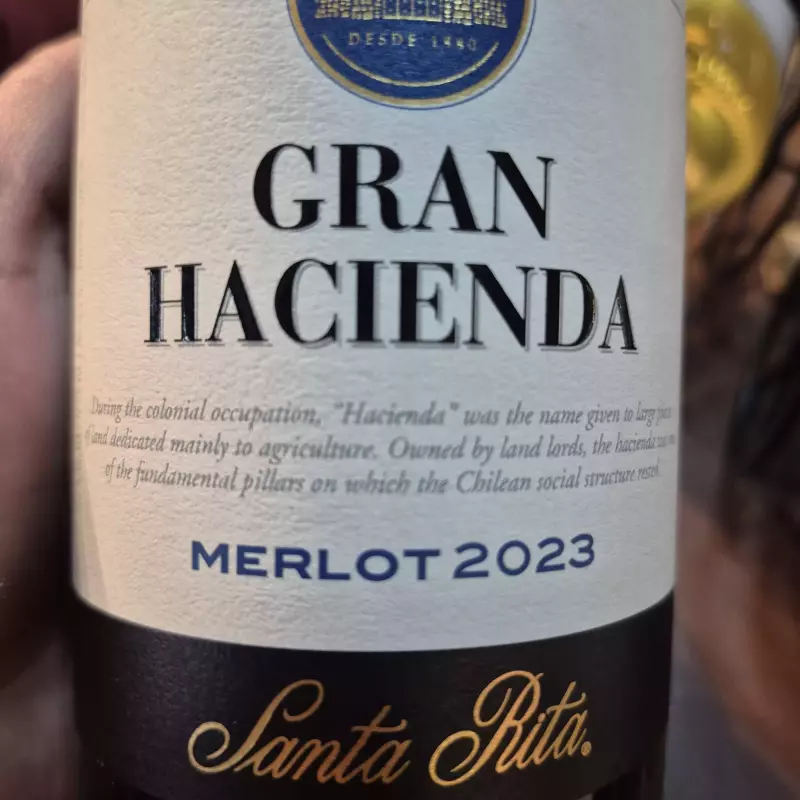 DESDE 1880
GRAN
HACIENDA
During the colonial occupation, "Hacienda" was the name given to large
of land dedicated mainly to agriculture. Owned by land lords, the hacienda
of the fundamental pillars on which the Chilean social structure rested.
MERLOT 2023
Santa Rita.